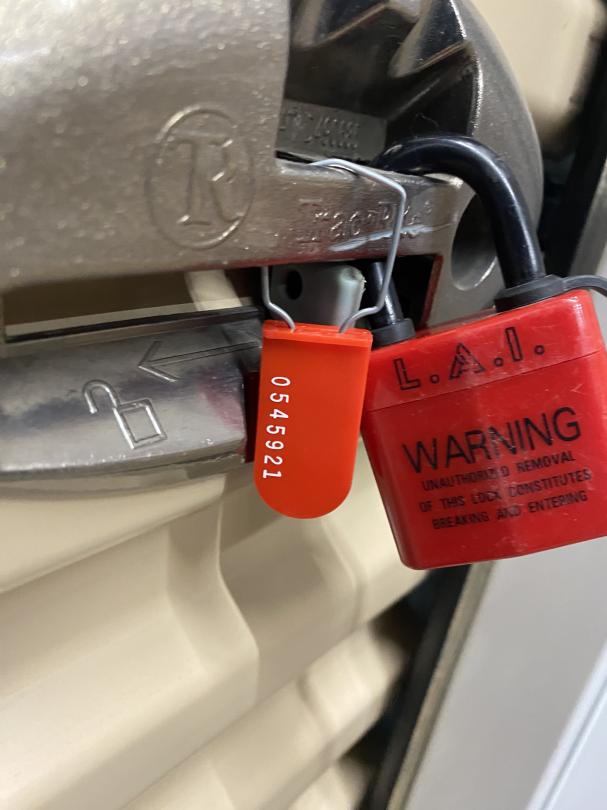 R
0545921
L.A.I.
WARNING
UNAUTHORIZED REMOVAL
OF THIS LOCK CONSTITUTES
BREAKING AND ENTERING